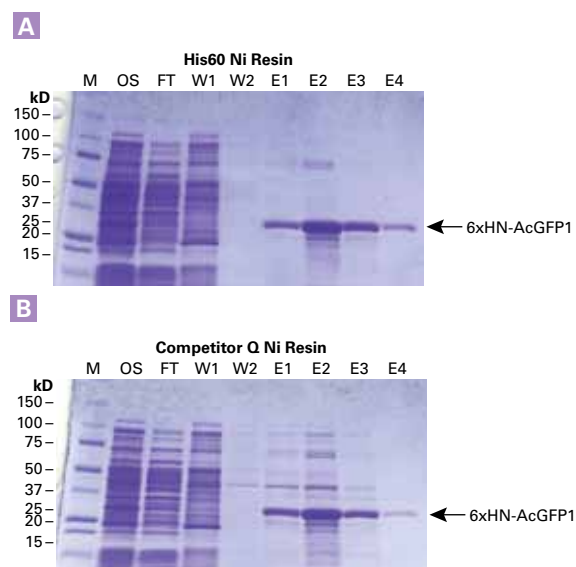 A
His60 Ni Resin
M OS FT W1 W2 E1 E2 E3 E4
kD
150
100
75
50
37
25
20
15
6xHN-AcGFP1
B
Competitor Q Ni Resin
M OS FT W1 W2 E1 E2 E3 E4
kD
150
100
75
50
37
25
20
15
6xHN-AcGFP1